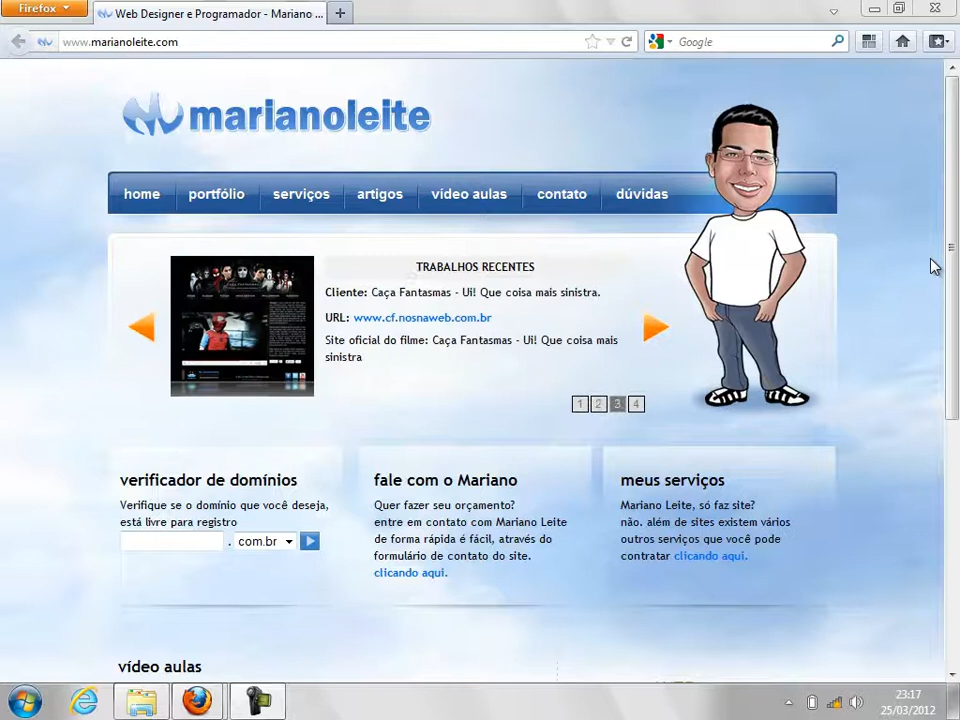 Firefox
Web Designer e Programador - Mariano ...
www.marianoleite.com
Google
marianoleite
home
portfólio
serviços
artigos
vídeo aulas
contato
dúvidas
TRABALHOS RECENTES
Cliente: Caça Fantasmas - Ui! Que coisa mais sinistra.
URL: www.cf.nosnaweb.com.br
Site oficial do filme: Caça Fantasmas - Ui! Que coisa mais
sinistra
1 2 3 4
verificador de domínios
Verifique se o domínio que você deseja,
está livre para registro
. com.br
fale com o Mariano
Quer fazer seu orçamento?
entre em contato com Mariano Leite
de forma rápida é fácil, através do
formulário de contato do site.
clicando aqui.
meus serviços
Mariano Leite, só faz site?
não. além de sites existem vários
outros serviços que você pode
contratar clicando aqui.
vídeo aulas
23:17
25/03/2012